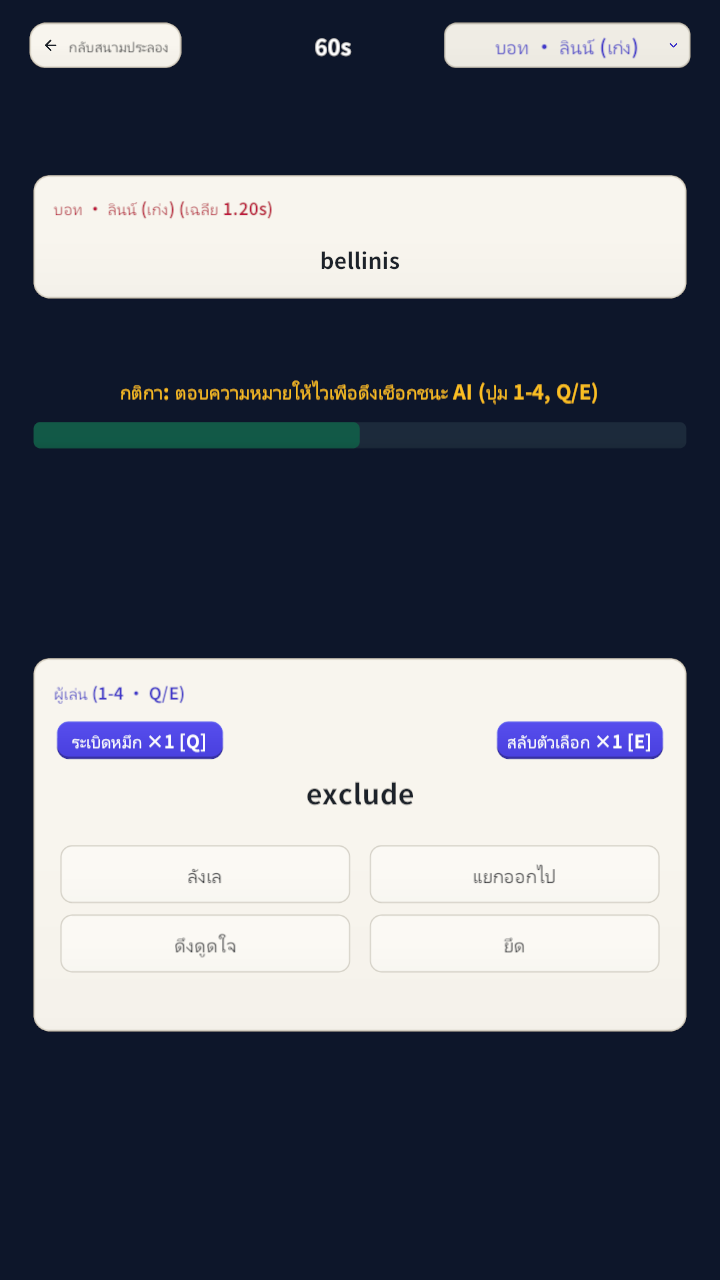 กลับสนามประลอง
60s
บอท • ลินน์ (เก่ง)
บอท • ลินน์ (เก่ง) (เฉลี่ย 1.20s)
bellinis
กติกา: ตอบความหมายให้ไวเพื่อดึงเชือกชนะ AI (ปุ่ม 1-4, Q/E)
ผู้เล่น (1-4 • Q/E)
ระเบิดหมึก ×1 [Q]
สลับตัวเลือก ×1 [E]
exclude
ลังเล
แยกออกไป
ดึงดูดใจ
ยึด